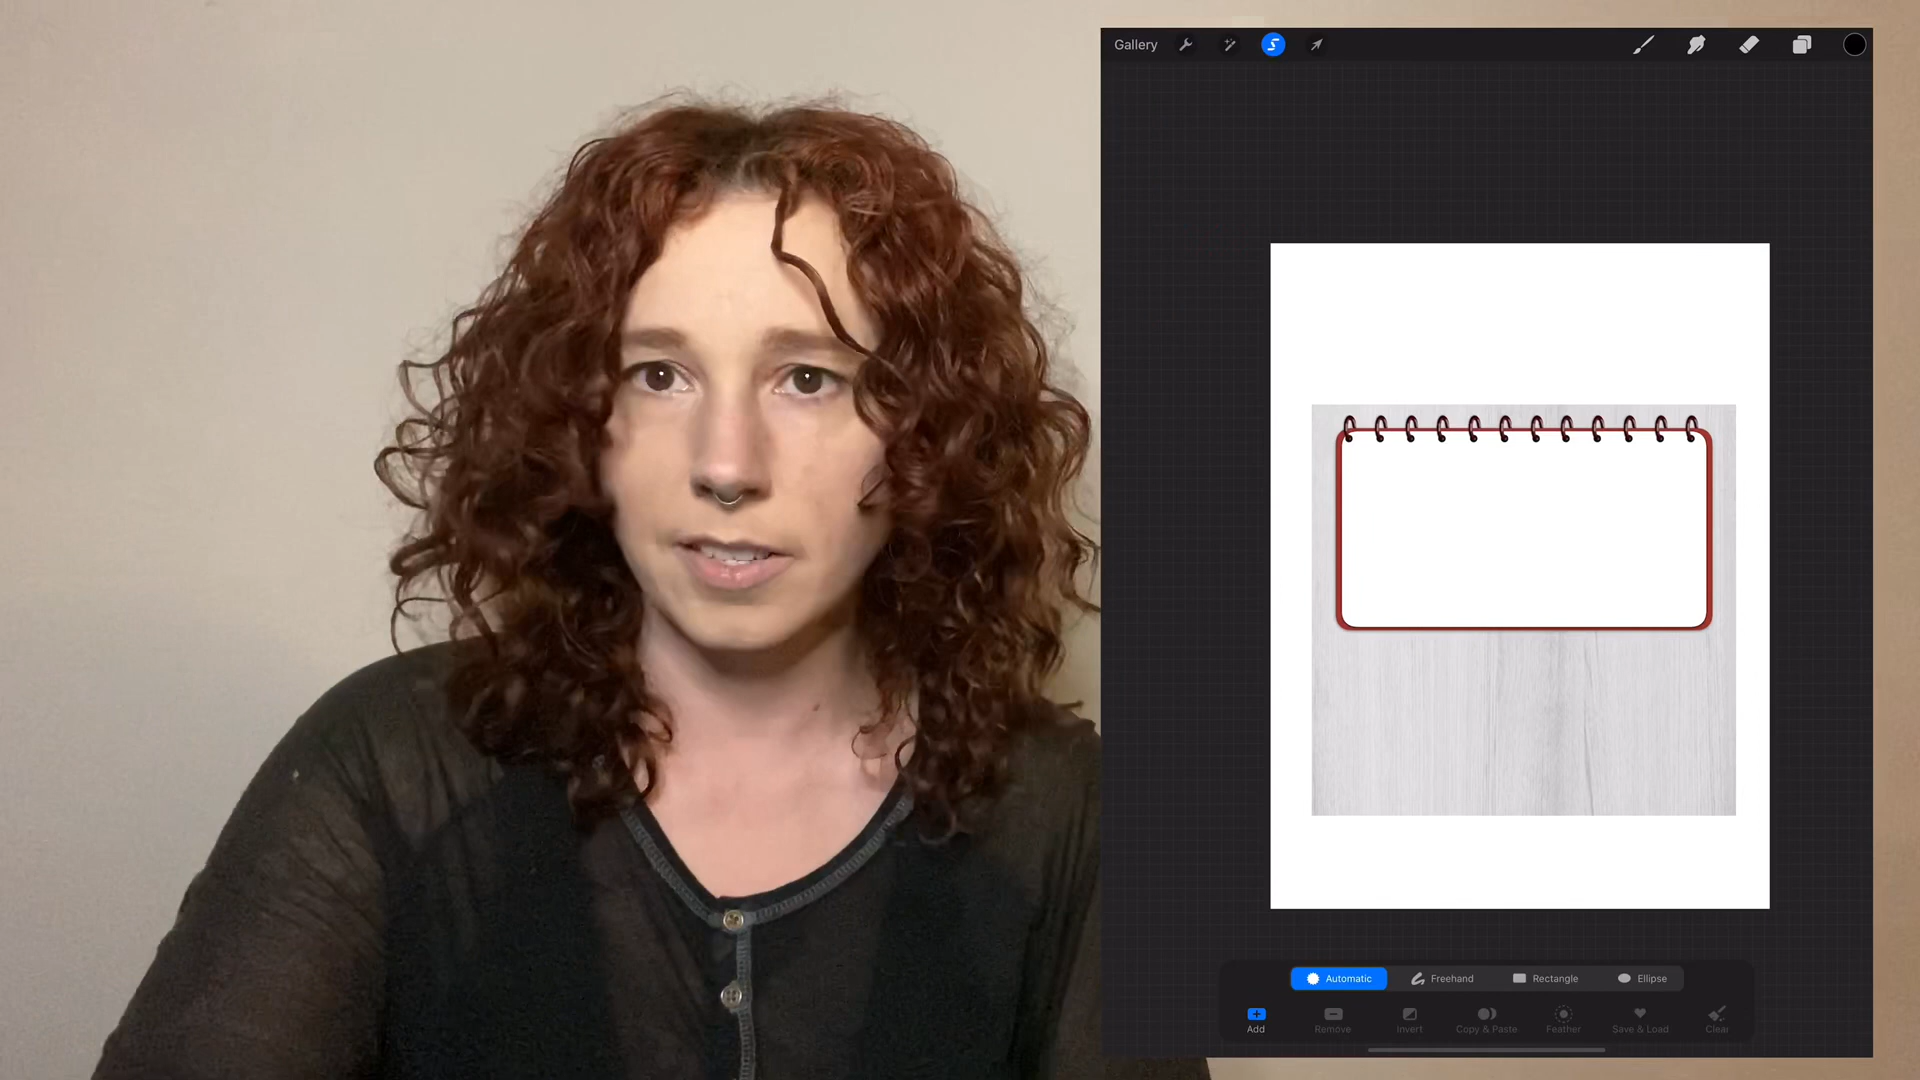 Gallery
Automatic Freehand Rectangle Ellipse
Add Remove Invert Copy & Paste Feather Save & Load Clear